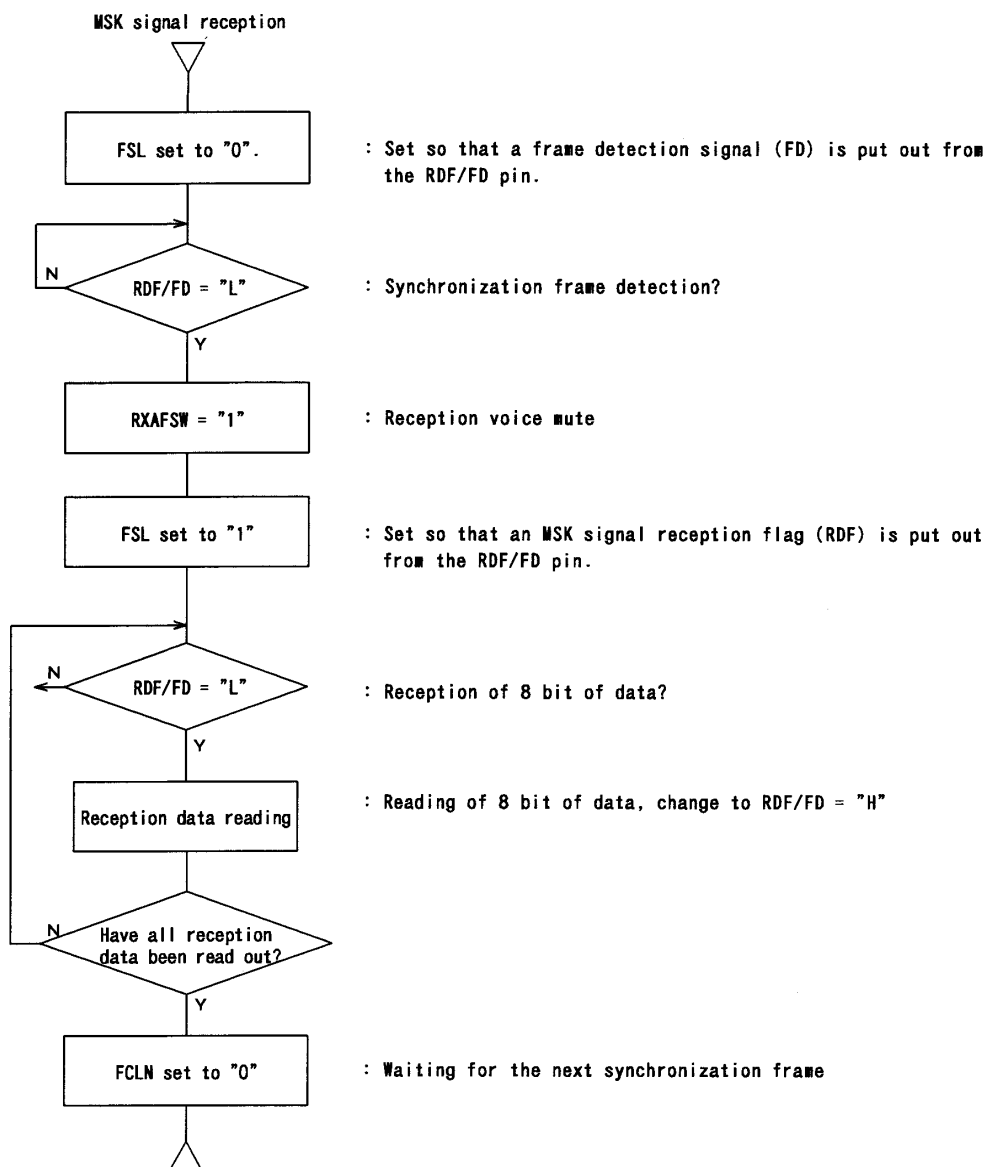 MSK signal reception
FSL set to "0".
: Set so that a frame detection signal (FD) is put out from
the RDF/FD pin.
N
RDF/FD = "L"
: Synchronization frame detection?
Y
RXAFSW = "1"
: Reception voice mute
FSL set to "1"
: Set so that an MSK signal reception flag (RDF) is put out
from the RDF/FD pin.
N
RDF/FD = "L"
: Reception of 8 bit of data?
Y
Reception data reading
: Reading of 8 bit of data, change to RDF/FD = "H"
N
Have all reception
data been read out?
Y
FCLN set to "0"
: Waiting for the next synchronization frame